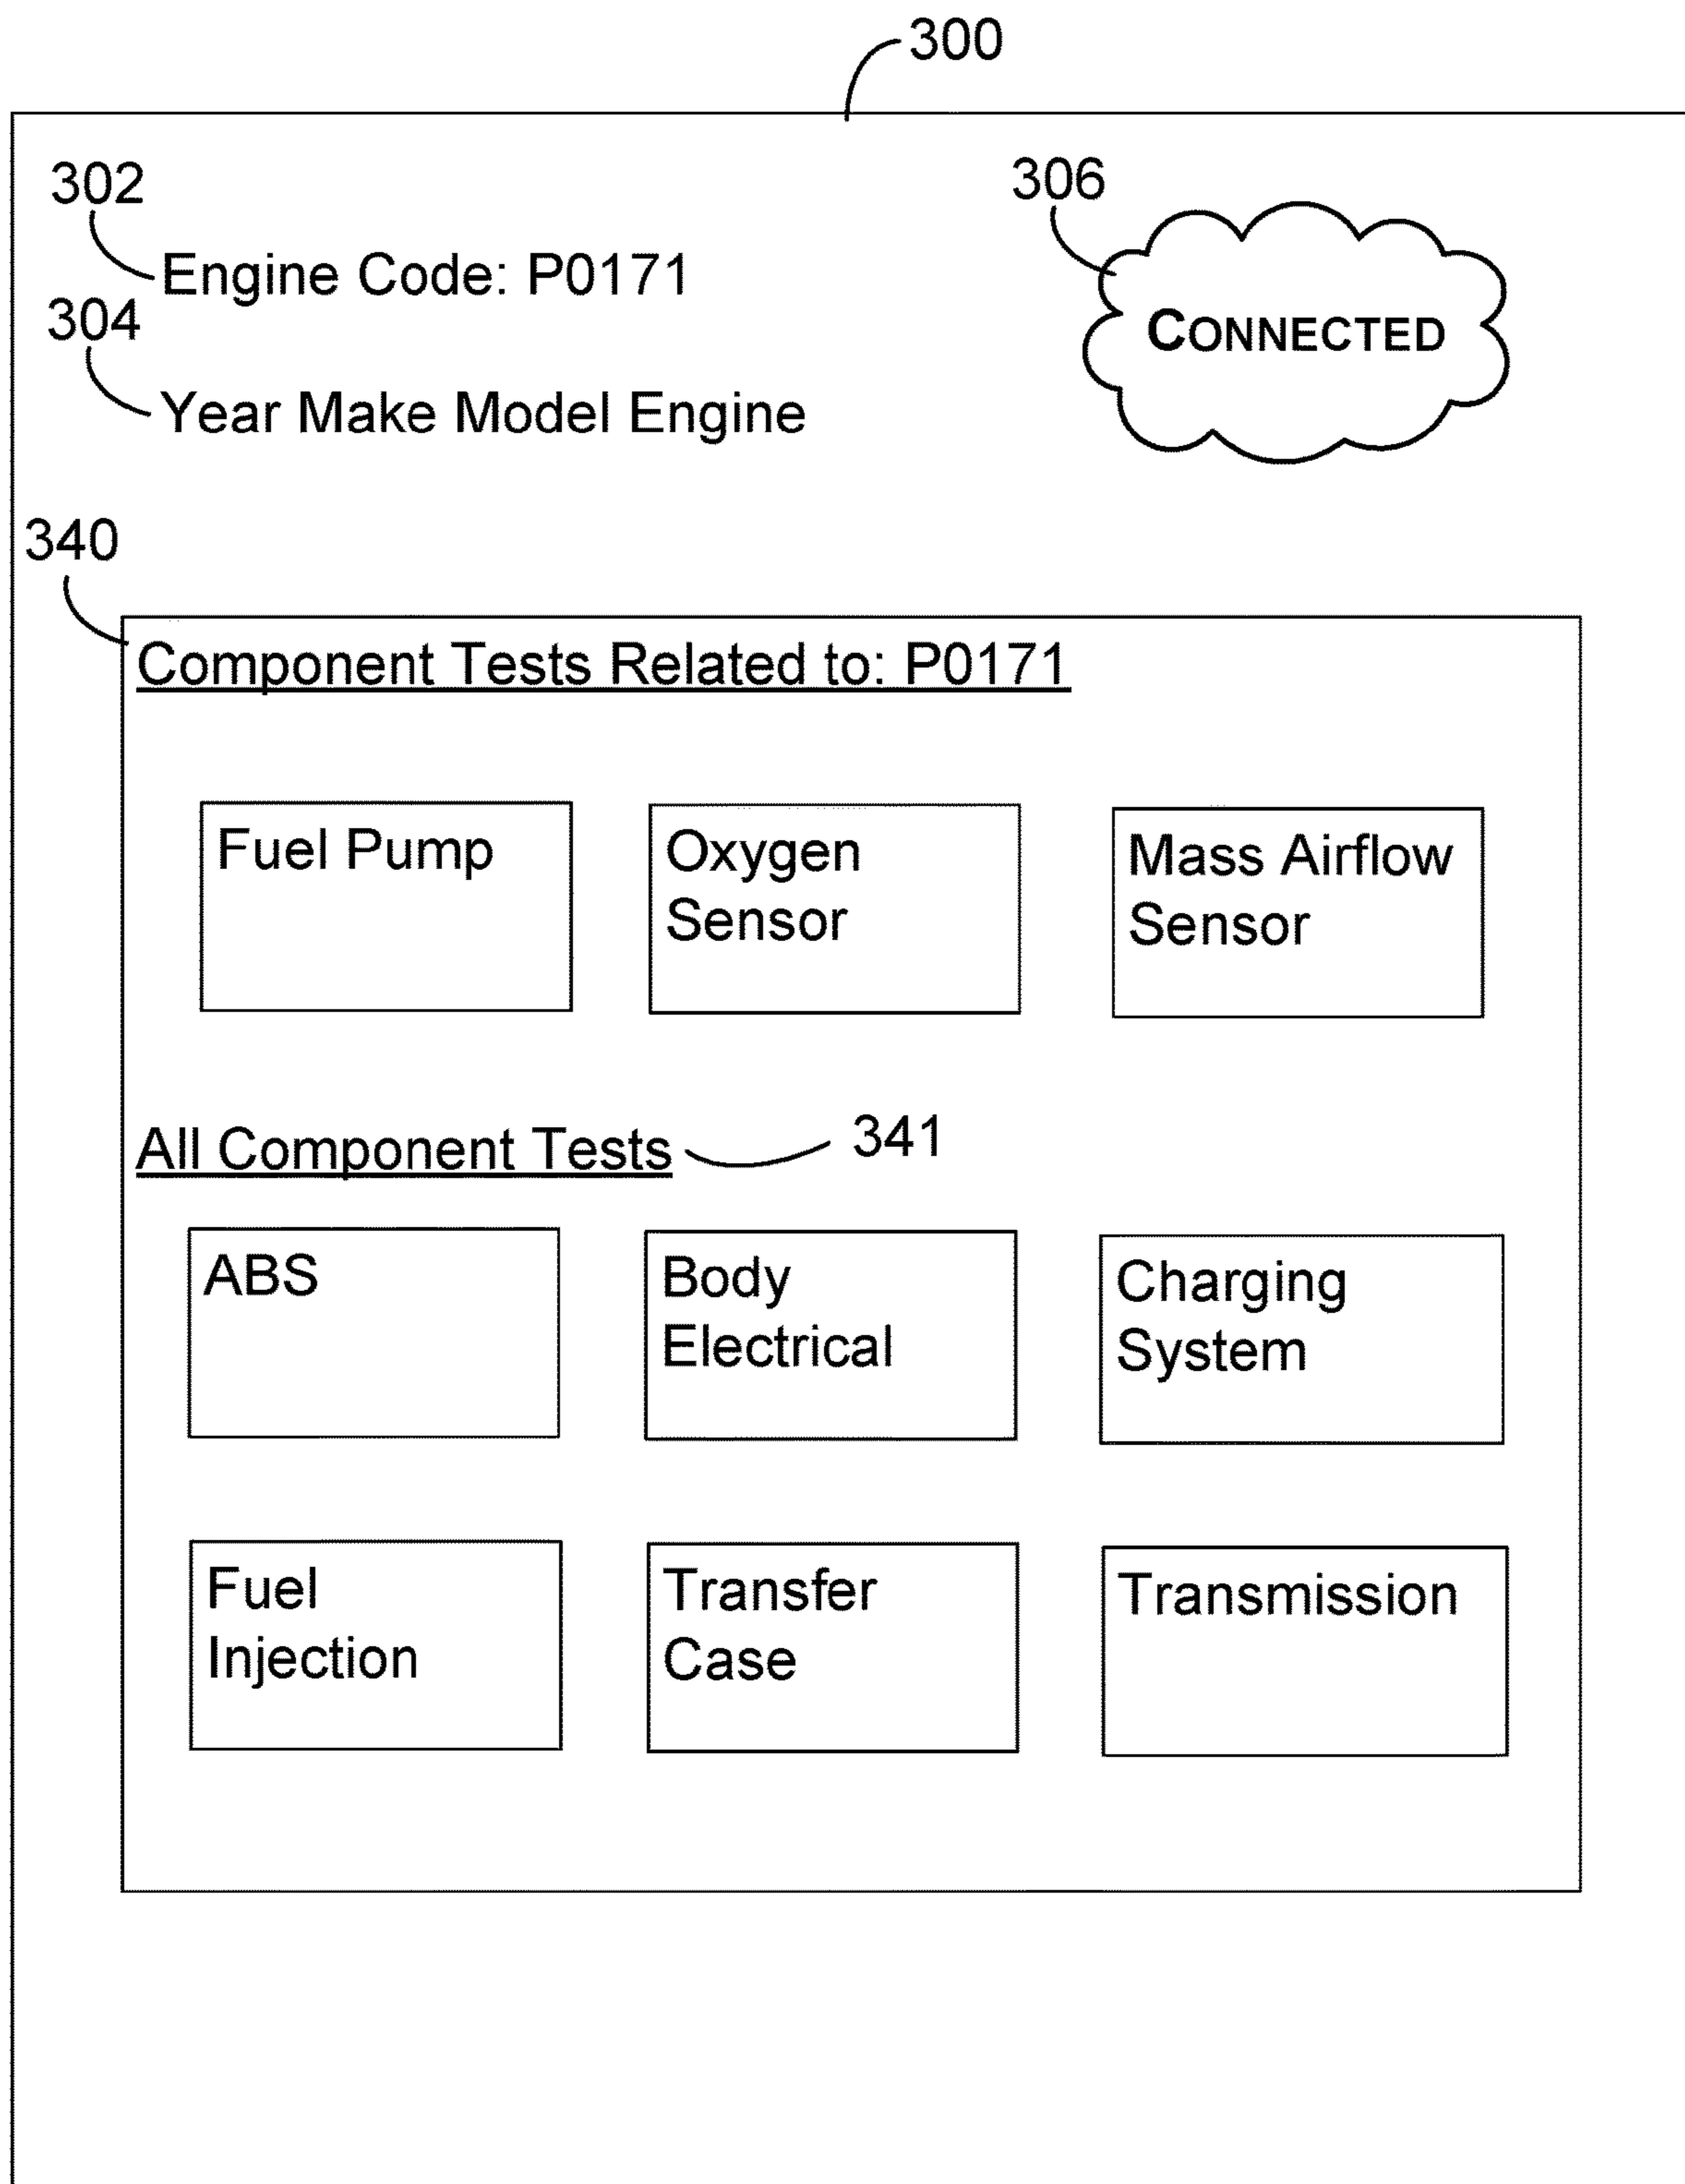 300
302
306
Engine Code: P0171
CONNECTED
304
Year Make Model Engine
340
Component Tests Related to: P0171
Fuel Pump
Oxygen
Sensor
Mass Airflow
Sensor
All Component Tests
341
ABS
Body
Electrical
Charging
System
Fuel
Injection
Transfer
Case
Transmission